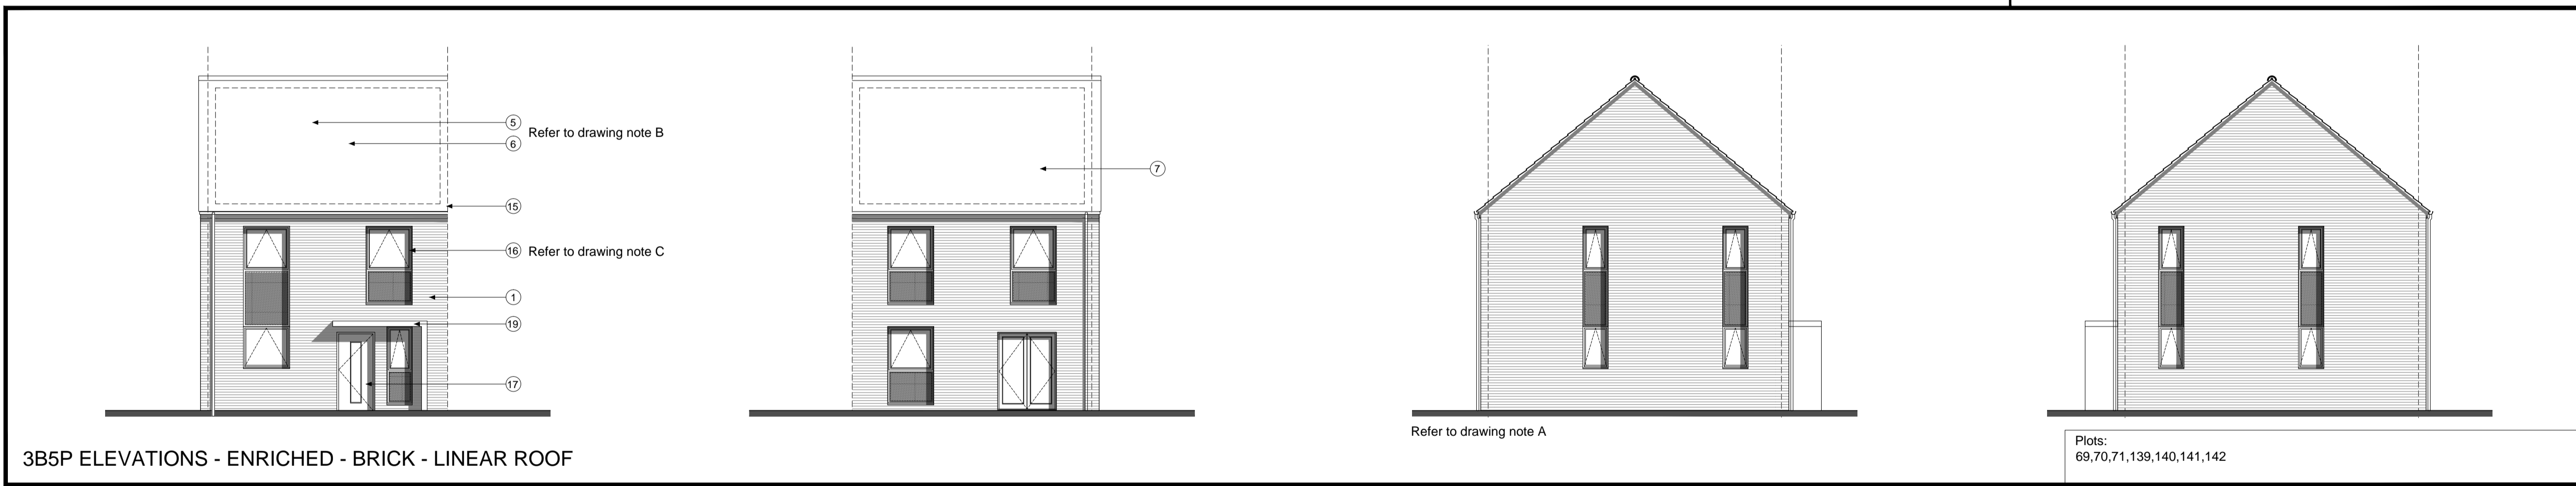 5
Refer to drawing note B
6
7
15
16 Refer to drawing note C
1
19
17
Refer to drawing note A
3B5P ELEVATIONS - ENRICHED - BRICK - LINEAR ROOF
Plots:
69,70,71,139,140,141,142